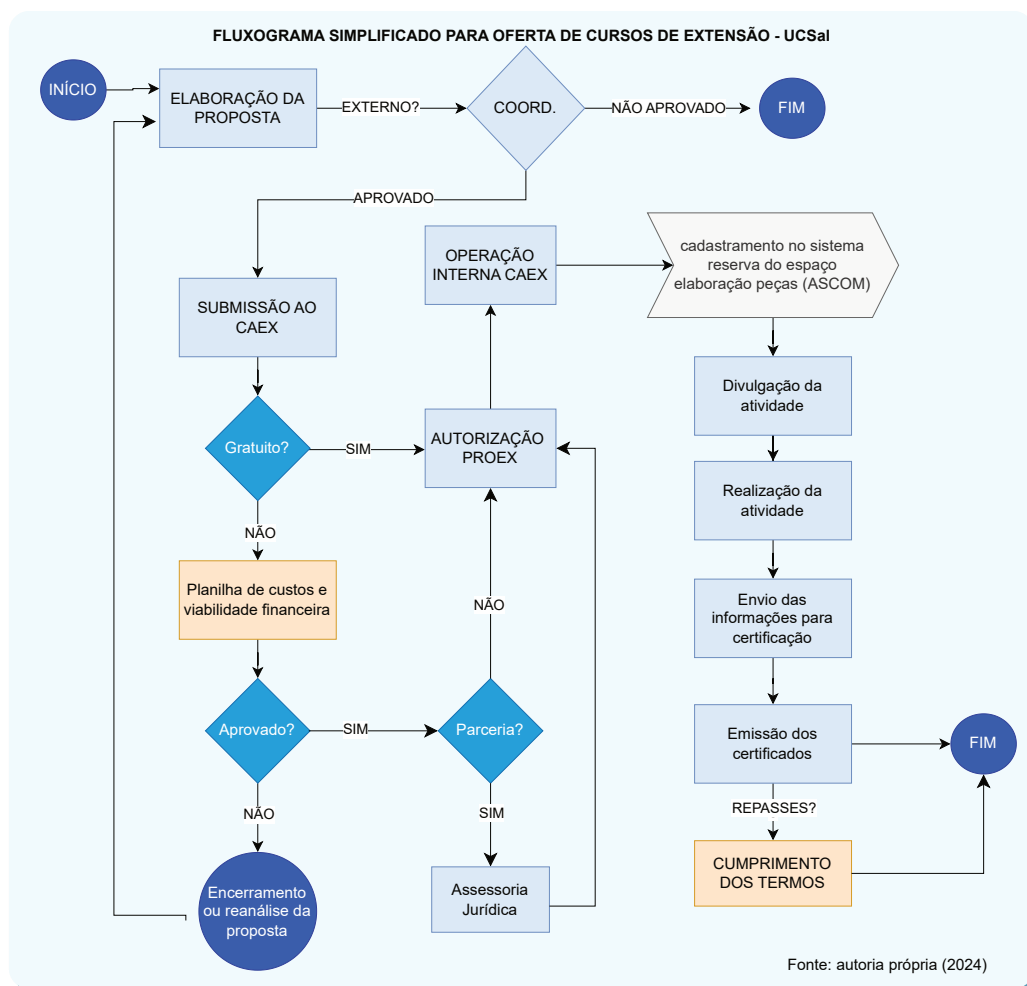 FLUXOGRAMA SIMPLIFICADO PARA OFERTA DE CURSOS DE EXTENSÃO - UCSal
INÍCIO
ELABORAÇÃO DA
PROPOSTA
EXTERNO?
COORD.
NÃO APROVADO
FIM
APROVADO
SUBMISSÃO AO
CAEX
OPERAÇÃO
INTERNA CAEX
cadastramento no sistema
reserva do espaço
elaboração peças (ASCOM)
Gratuito?
SIM
AUTORIZAÇÃO
PROEX
Divulgação da
atividade
Realização da
atividade
NÃO
Planilha de custos e
viabilidade financeira
NÃO
Envio das
informações para
certificação
Aprovado?
SIM
Parceria?
Emissão dos
certificados
FIM
NÃO
SIM
REPASSES?
Encerramento
ou reanálise da
proposta
Assessoria
Jurídica
CUMPRIMENTO
DOS TERMOS
Fonte: autoria própria (2024)